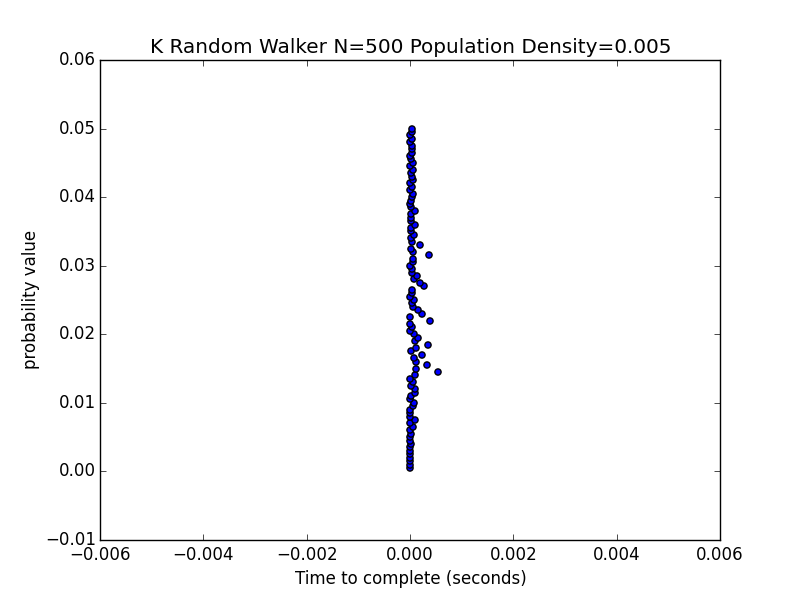 K Random Walker N=500 Population Density=0.005
0.06
0.05
0.04
0.03
0.02
0.01
0.00
−0.01
probability value
−0.006 −0.004 −0.002 0.000 0.002 0.004 0.006
Time to complete (seconds)